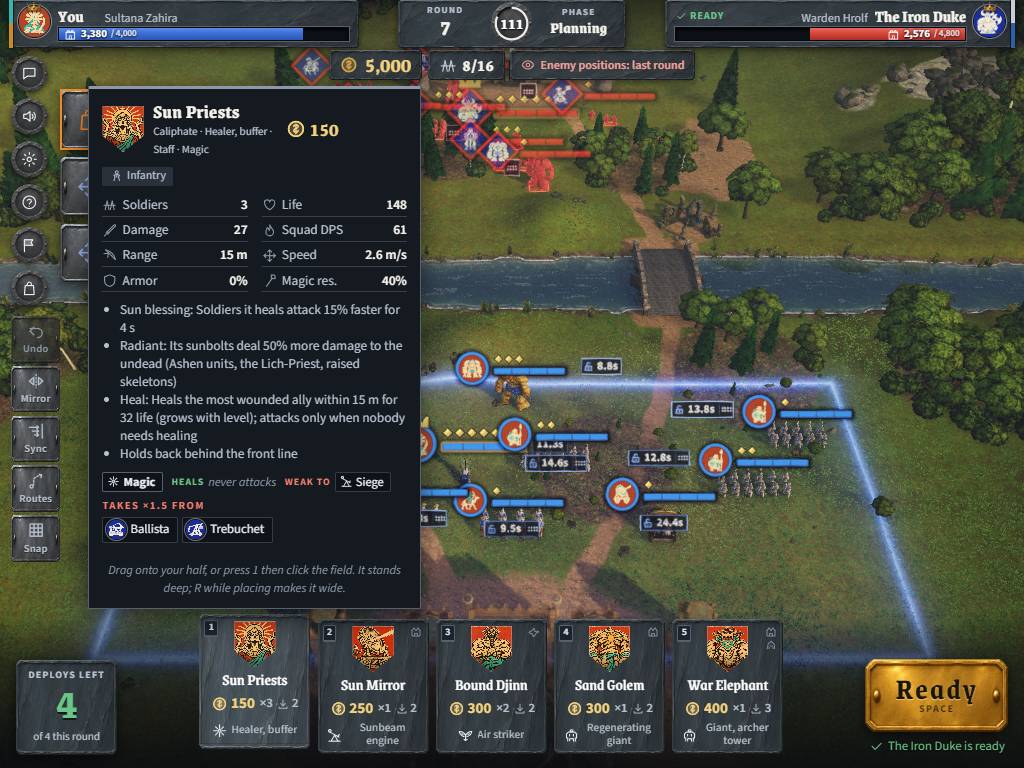 You Sultana Zahira
3,380 / 4,000
ROUND
7
111
PHASE
Planning
READY
Warden Hrolf The Iron Duke
2,576 / 4,800
5,000
8/16
Enemy positions: last round
Sun Priests
Caliphate · Healer, buffer ·
Staff · Magic
150
Infantry
Soldiers 3
Life 148
Damage 27
Squad DPS 61
Range 15 m
Speed 2.6 m/s
Armor 0%
Magic res. 40%
• Sun blessing: Soldiers it heals attack 15% faster for
4 s
• Radiant: Its sunbolts deal 50% more damage to the
undead (Ashen units, the Lich-Priest, raised
skeletons)
• Heal: Heals the most wounded ally within 15 m for
32 life (grows with level); attacks only when nobody
needs healing
• Holds back behind the front line
Magic HEALS never attacks WEAK TO Siege
TAKES ×1.5 FROM
Ballista Trebuchet
Drag onto your half, or press 1 then click the field. It stands
deep; R while placing makes it wide.
Undo
Mirror
Sync
Routes
Snap
8.8s
13.8s
11.3s
14.6s
12.8s
9.5s
24.4s
DEPLOYS LEFT
4
of 4 this round
1
Sun Priests
150 ×3 2
Healer, buffer
2
Sun Mirror
250 ×1 2
Sunbeam
engine
3
Bound Djinn
300 ×2 2
Air striker
4
Sand Golem
300 ×1 2
Regenerating
giant
5
War Elephant
400 ×1 3
Giant, archer
tower
Ready
SPACE
The Iron Duke is ready